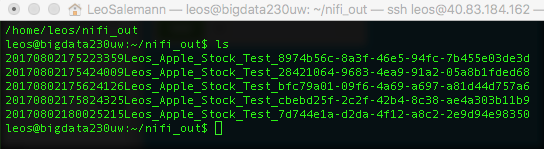 LeoSalemann — leos@bigdata230uw: ~/nifi_out — ssh leos@40.83.184.162 —
/home/leos/nifi_out
leos@bigdata230uw:~/nifi_out$ ls
20170802175223359Leos_Apple_Stock_Test_8974b56c-8a3f-46e5-94fc-7b455e03de3d
20170802175424009Leos_Apple_Stock_Test_28421064-9683-4ea9-91a2-05a8b1fded68
20170802175624126Leos_Apple_Stock_Test_bfc79a01-09f6-4a69-a697-a81d44d757a6
20170802175824325Leos_Apple_Stock_Test_cbebd25f-2c2f-42b4-8c38-ae4a303b11b9
20170802180025215Leos_Apple_Stock_Test_7d744e1a-d2da-4f12-a8c2-2e9d94e98350
leos@bigdata230uw:~/nifi_out$